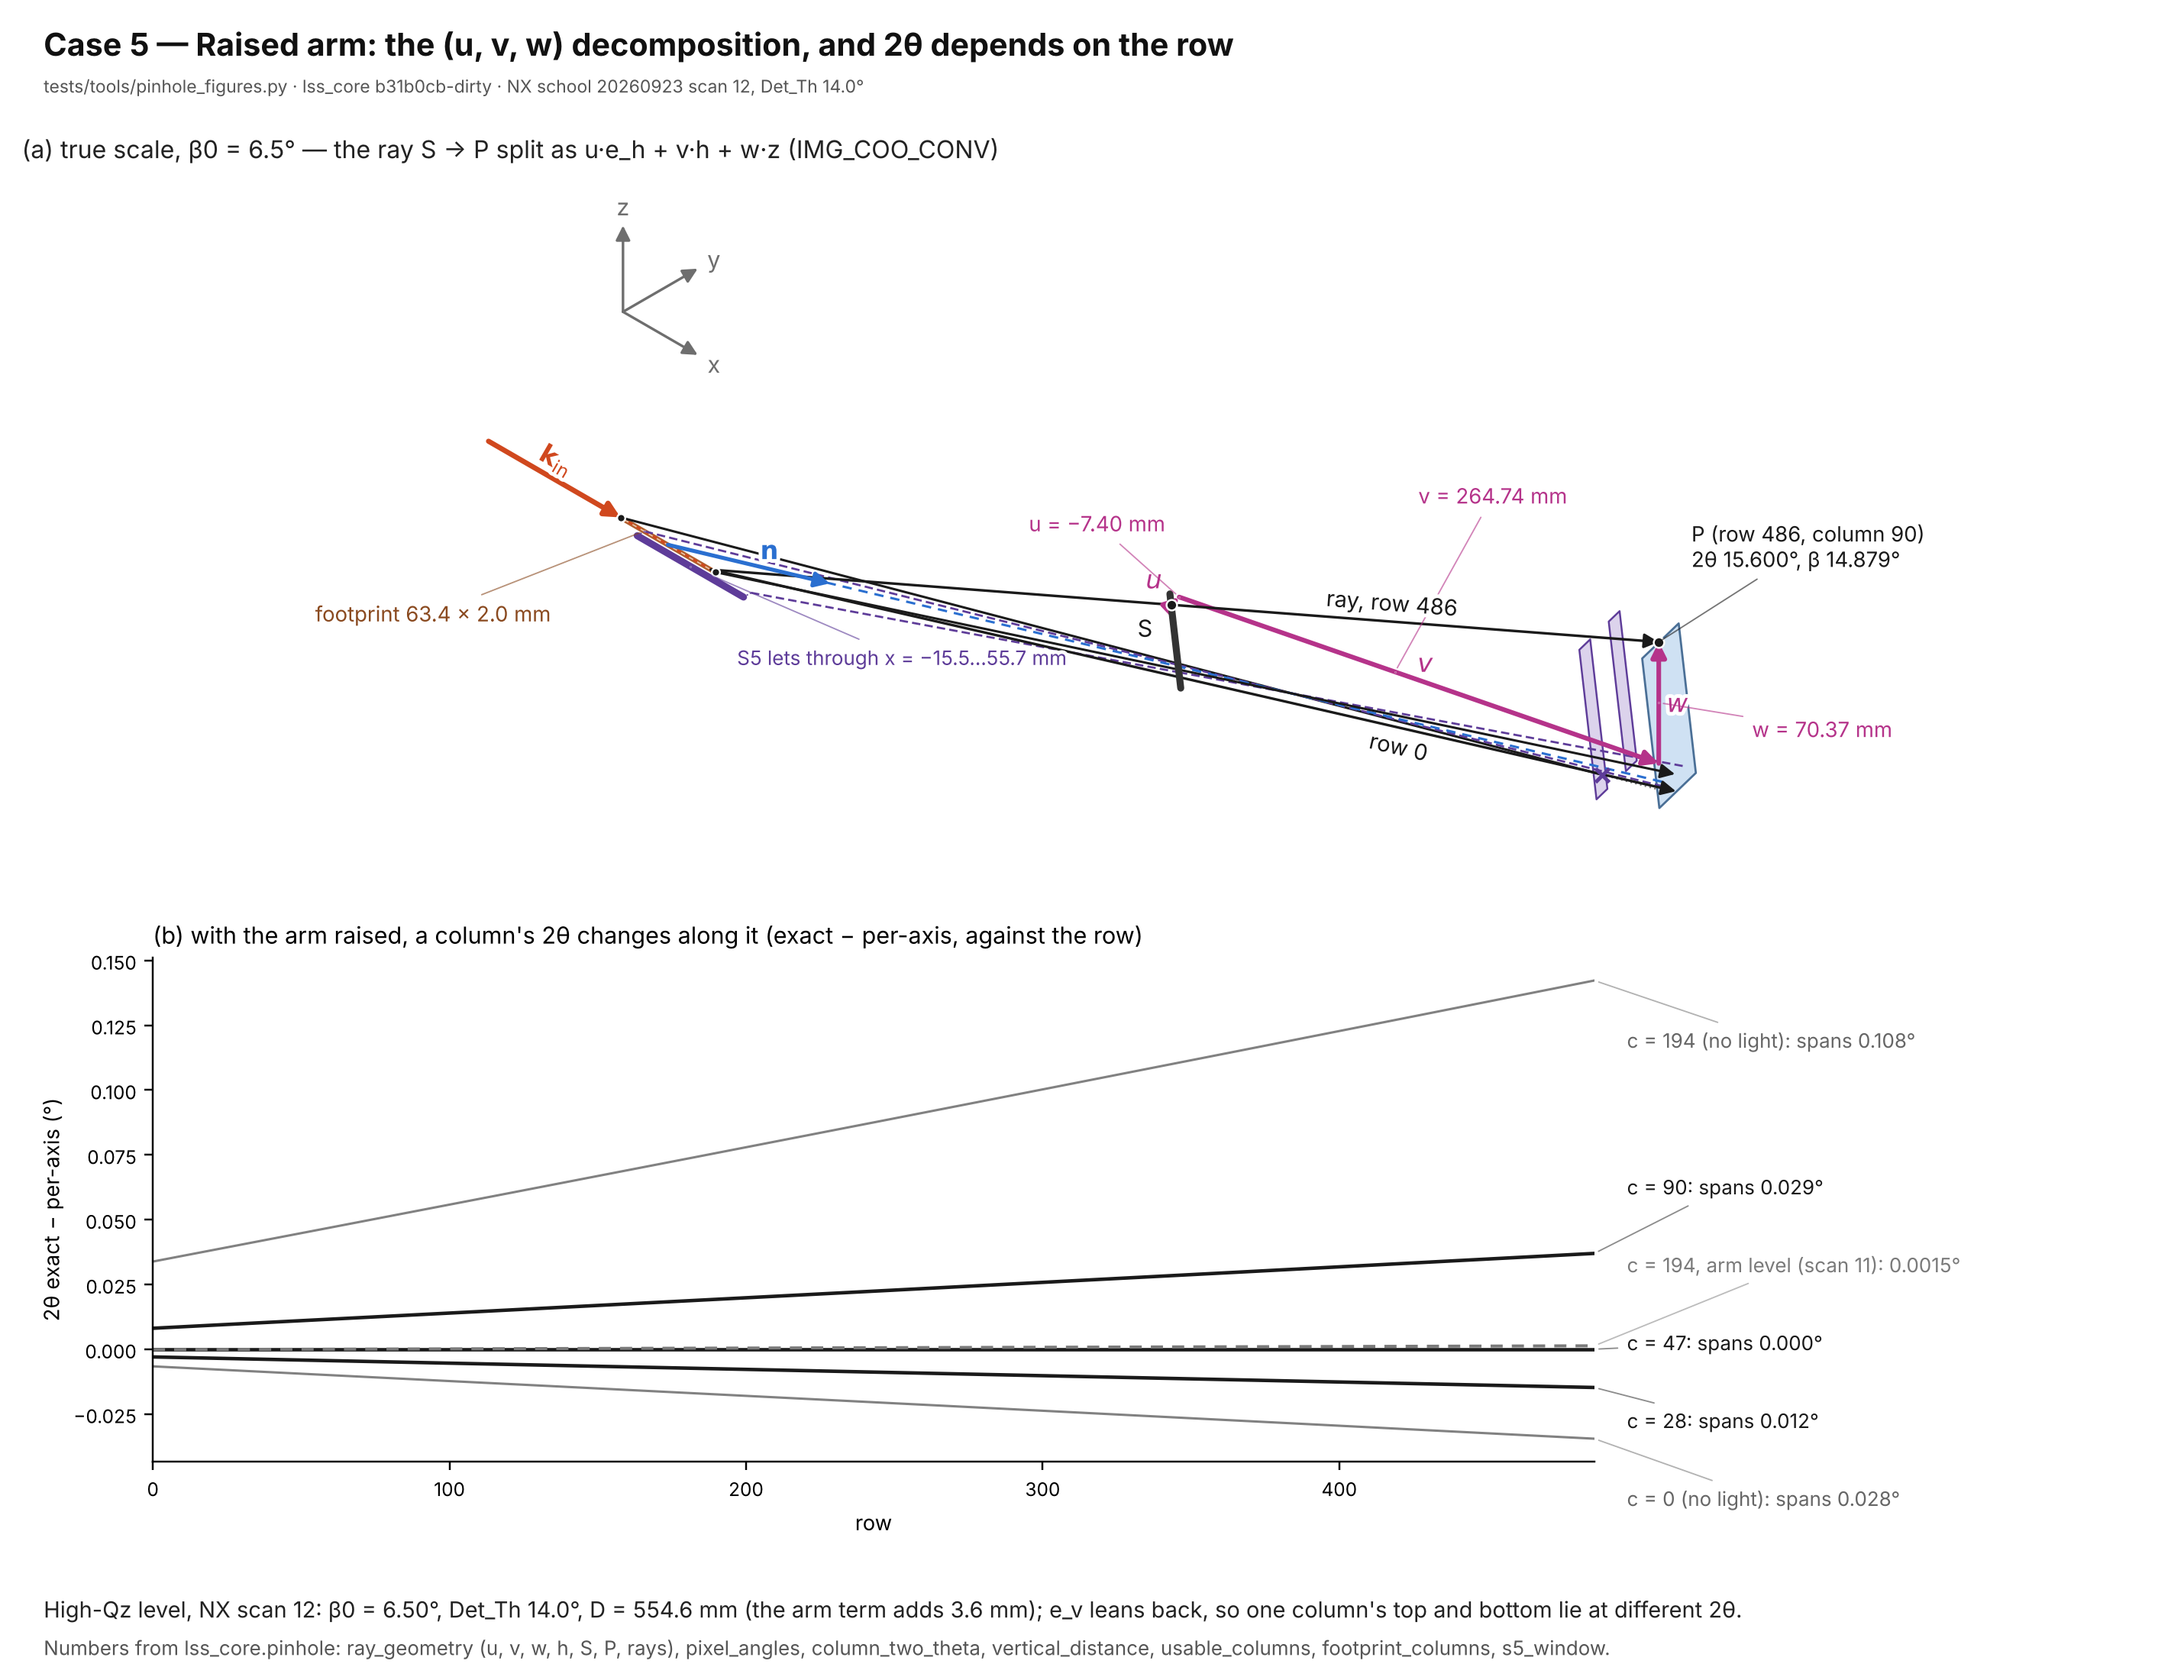 Case 5 — Raised arm: the (u, v, w) decomposition, and 2θ depends on the row
tests/tools/pinhole_figures.py · lss_core b31b0cb-dirty · NX school 20260923 scan 12, Det_Th 14.0°
(a) true scale, β0 = 6.5° — the ray S → P split as u·e_h + v·h + w·z (IMG_COO_CONV)
z
y
x
k_in
n
footprint 63.4 × 2.0 mm
S5 lets through x = −15.5…55.7 mm
u = −7.40 mm
u
S
v = 264.74 mm
ray, row 486
v
row 0
P (row 486, column 90)
2θ 15.600°, β 14.879°
w
w = 70.37 mm
(b) with the arm raised, a column's 2θ changes along it (exact − per-axis, against the row)
2θ exact − per-axis (°)
0.150
0.125
0.100
0.075
0.050
0.025
0.000
−0.025
0
100
200
300
400
row
c = 194 (no light): spans 0.108°
c = 90: spans 0.029°
c = 194, arm level (scan 11): 0.0015°
c = 47: spans 0.000°
c = 28: spans 0.012°
c = 0 (no light): spans 0.028°
High-Qz level, NX scan 12: β0 = 6.50°, Det_Th 14.0°, D = 554.6 mm (the arm term adds 3.6 mm); e_v leans back, so one column's top and bottom lie at different 2θ.
Numbers from lss_core.pinhole: ray_geometry (u, v, w, h, S, P, rays), pixel_angles, column_two_theta, vertical_distance, usable_columns, footprint_columns, s5_window.